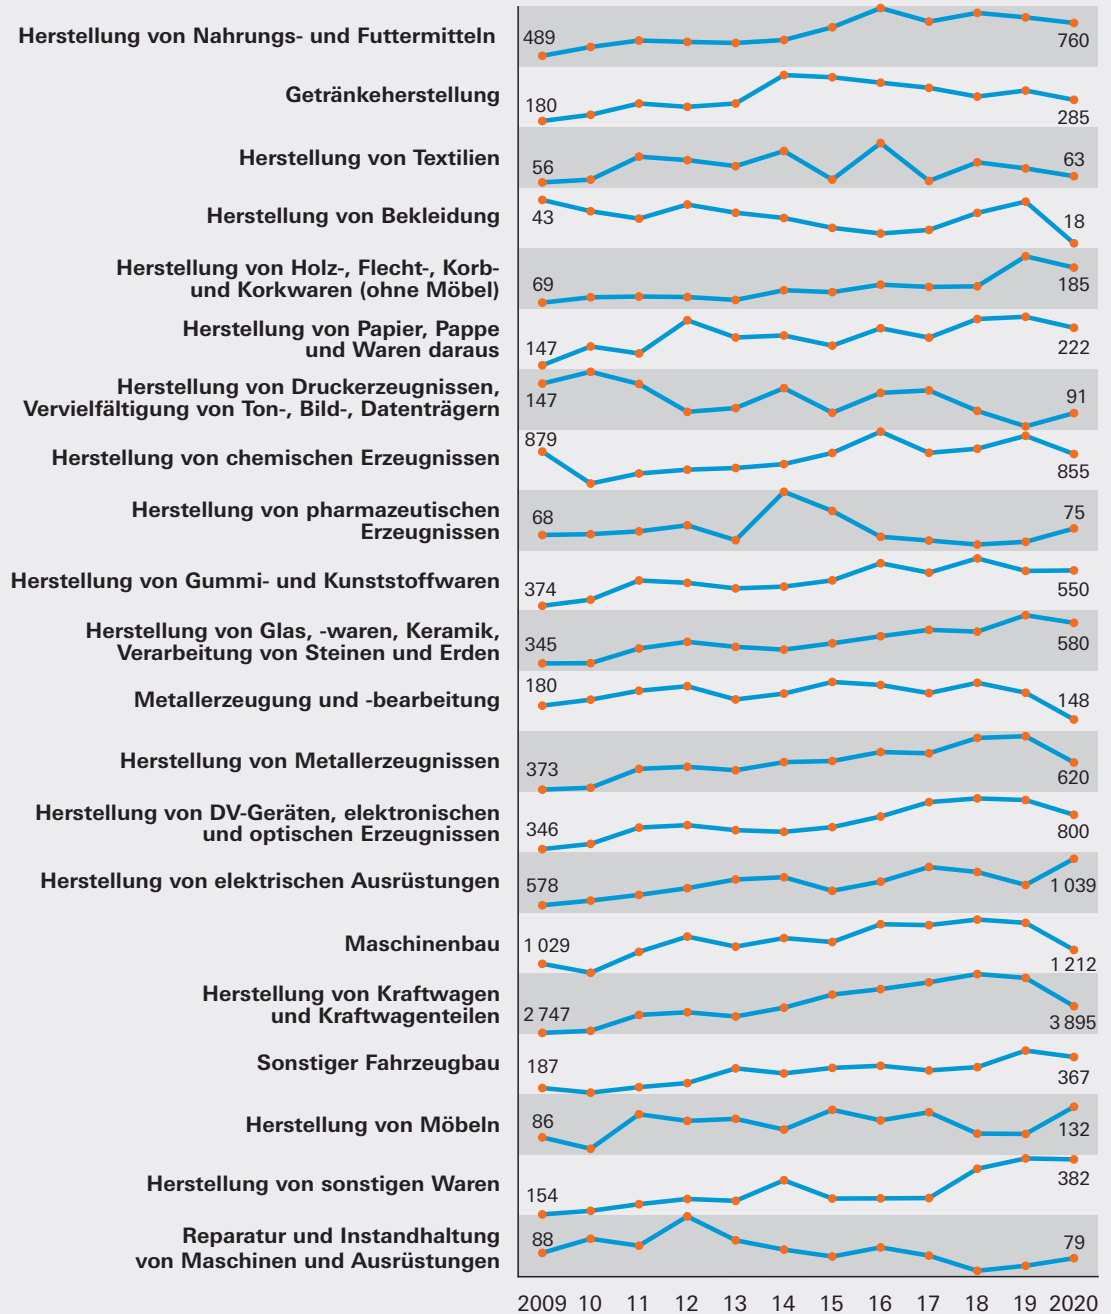 Herstellung von Nahrungs- und Futtermitteln
489
760
Getränkeherstellung
180
285
Herstellung von Textilien
56
63
Herstellung von Bekleidung
43
18
Herstellung von Holz-, Flecht-, Korb-
und Korkwaren (ohne Möbel)
69
185
Herstellung von Papier, Pappe
und Waren daraus
147
222
Herstellung von Druckerzeugnissen,
Vervielfältigung von Ton-, Bild-, Datenträgern
147
91
Herstellung von chemischen Erzeugnissen
879
855
Herstellung von pharmazeutischen
Erzeugnissen
68
75
Herstellung von Gummi- und Kunststoffwaren
374
550
Herstellung von Glas, -waren, Keramik,
Verarbeitung von Steinen und Erden
345
580
Metallerzeugung und -bearbeitung
180
148
Herstellung von Metallerzeugnissen
373
620
Herstellung von DV-Geräten, elektronischen
und optischen Erzeugnissen
346
800
Herstellung von elektrischen Ausrüstungen
578
1 039
Maschinenbau
1 029
1 212
Herstellung von Kraftwagen
und Kraftwagenteilen
2 747
3 895
Sonstiger Fahrzeugbau
187
367
Herstellung von Möbeln
86
132
Herstellung von sonstigen Waren
154
382
Reparatur und Instandhaltung
von Maschinen und Ausrüstungen
88
79
2009 10 11 12 13 14 15 16 17 18 19 2020